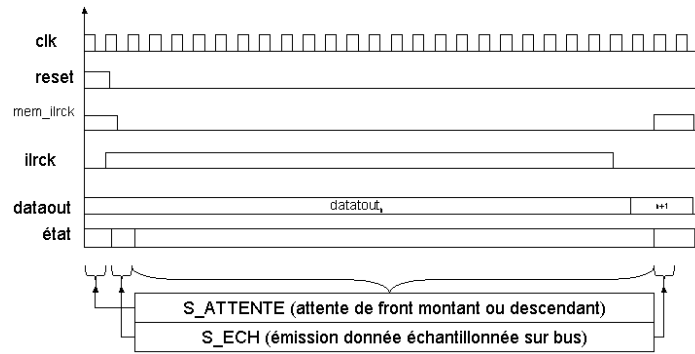 clk
reset
mem_ilrck
ilrck
dataout
datatout
+1
état
S_ATTENTE (attente de front montant ou descendant)
S_ECH (émission donnée échantillonnée sur bus)